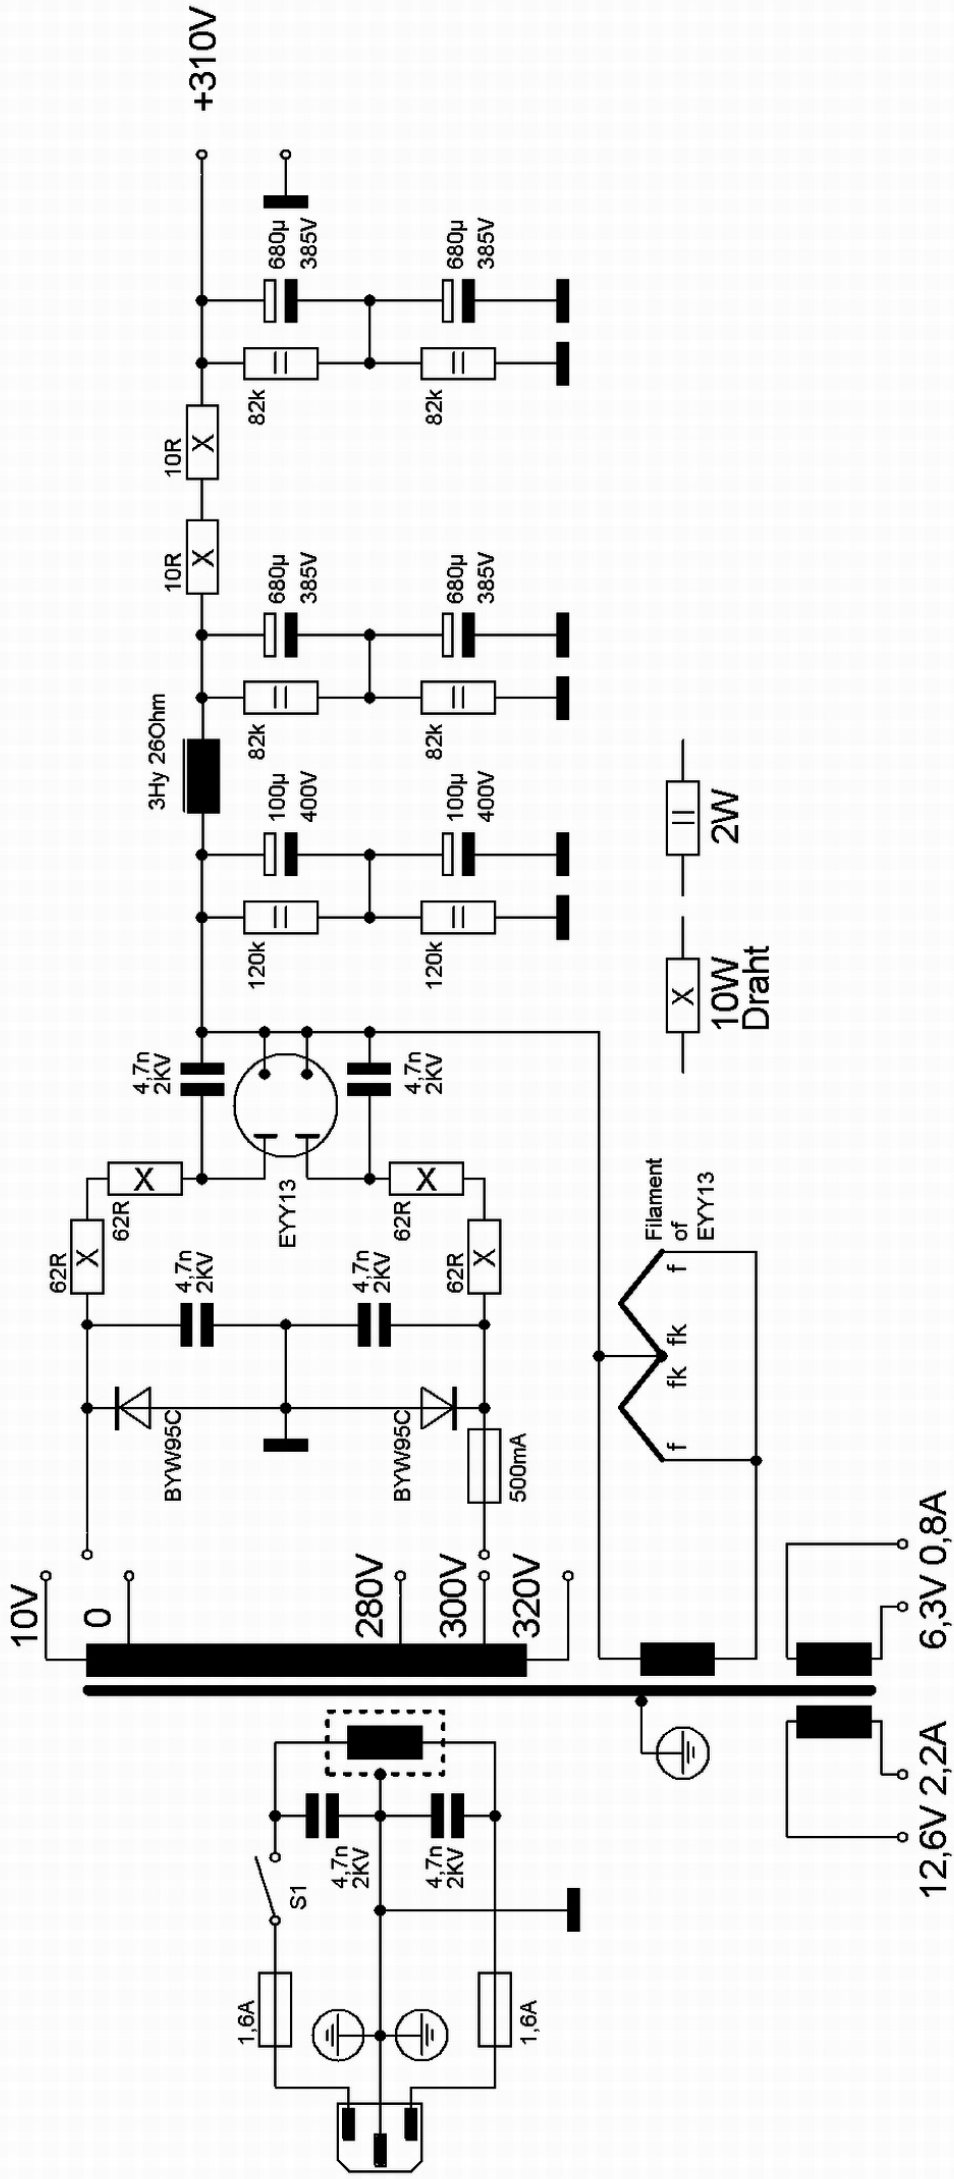 10V
0
280V
300V
320V
1,6A
S1
4,7n
2KV
4,7n
2KV
1,6A
12,6V 2,2A
6,3V 0,8A
BYW95C
BYW95C
500mA
4,7n
2KV
4,7n
2KV
62R
X
62R
X
62R
X
62R
X
EYY13
4,7n
2KV
4,7n
2KV
120k
120k
100µ
400V
100µ
400V
3Hy 26Ohm
82k
82k
680µ
385V
680µ
385V
10R
X
10R
X
82k
82k
680µ
385V
680µ
385V
+310V
f
fk
fk
f
Filament
of
EYY13
X
10W
Draht
2W